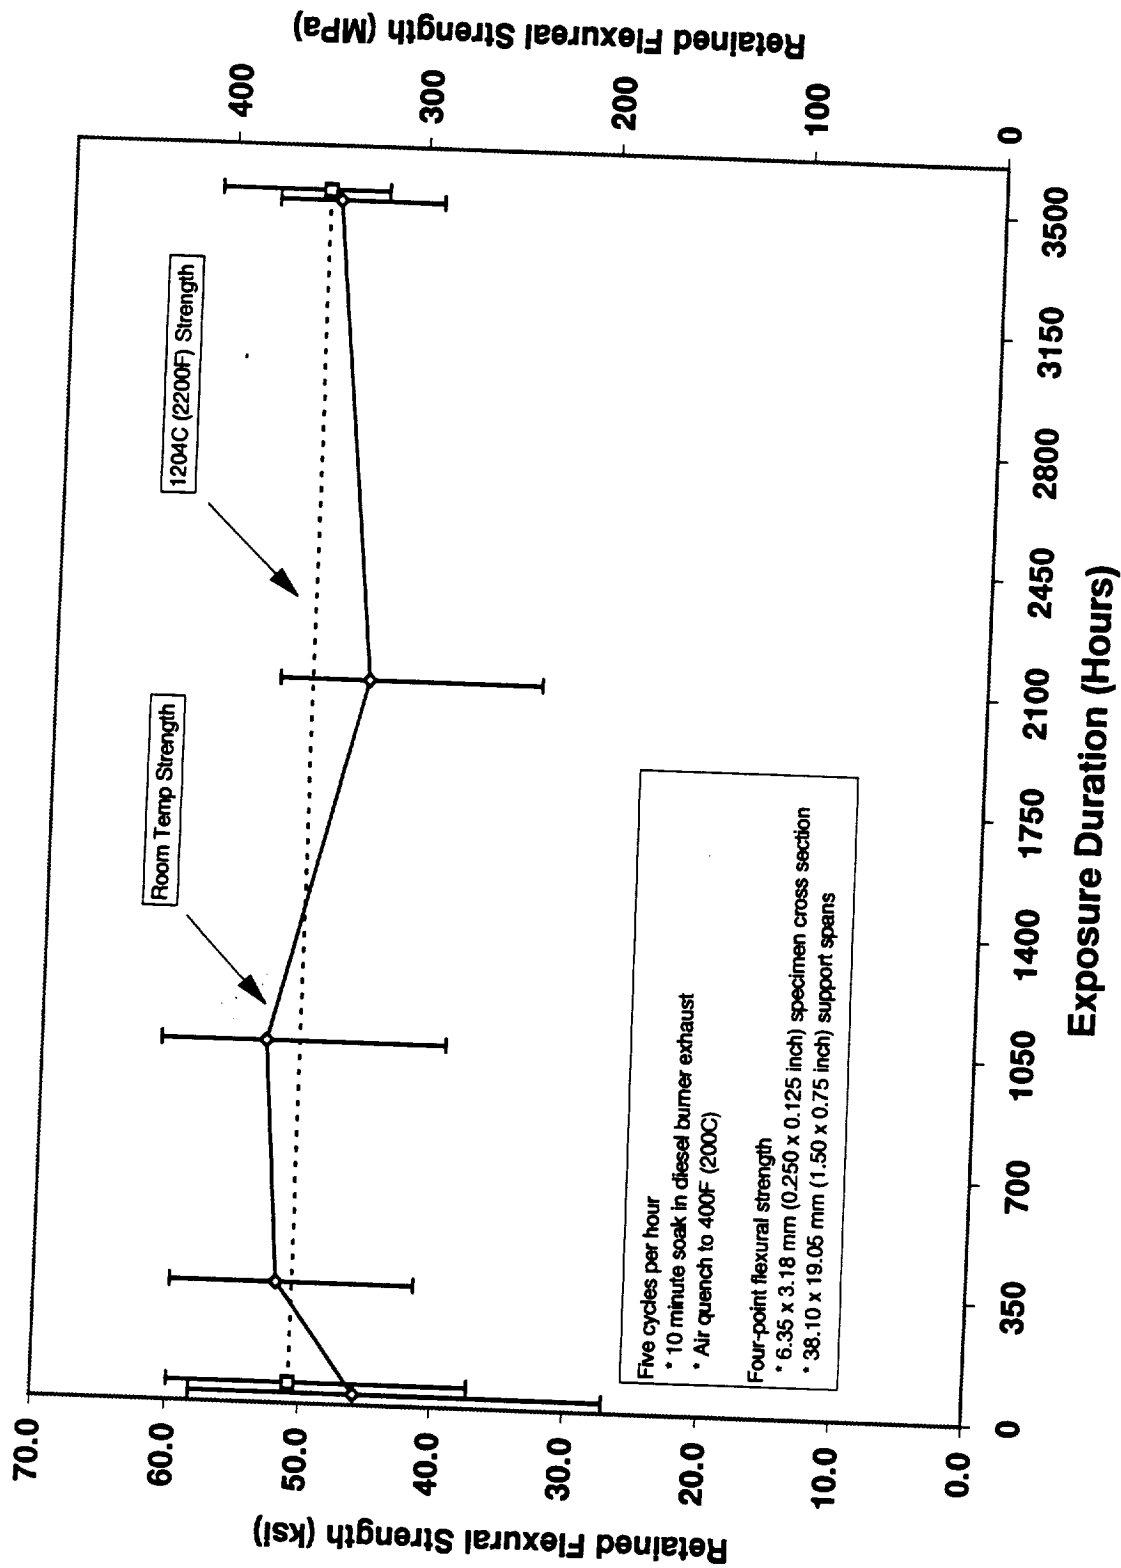 Retained Flexureal Strength (MPa)
400
300
200
100
0
70.0
60.0
50.0
40.0
30.0
20.0
10.0
0.0
Retained Flexural Strength (ksi)
Room Temp Strength
1204C (2200F) Strength
Five cycles per hour
* 10 minute soak in diesel burner exhaust
* Air quench to 400F (200C)
Four-point flexural strength
* 6.35 x 3.18 mm (0.250 x 0.125 inch) specimen cross section
* 38.10 x 19.05 mm (1.50 x 0.75 inch) support spans
0
350
700
1050
1400
1750
2100
2450
2800
3150
3500
Exposure Duration (Hours)